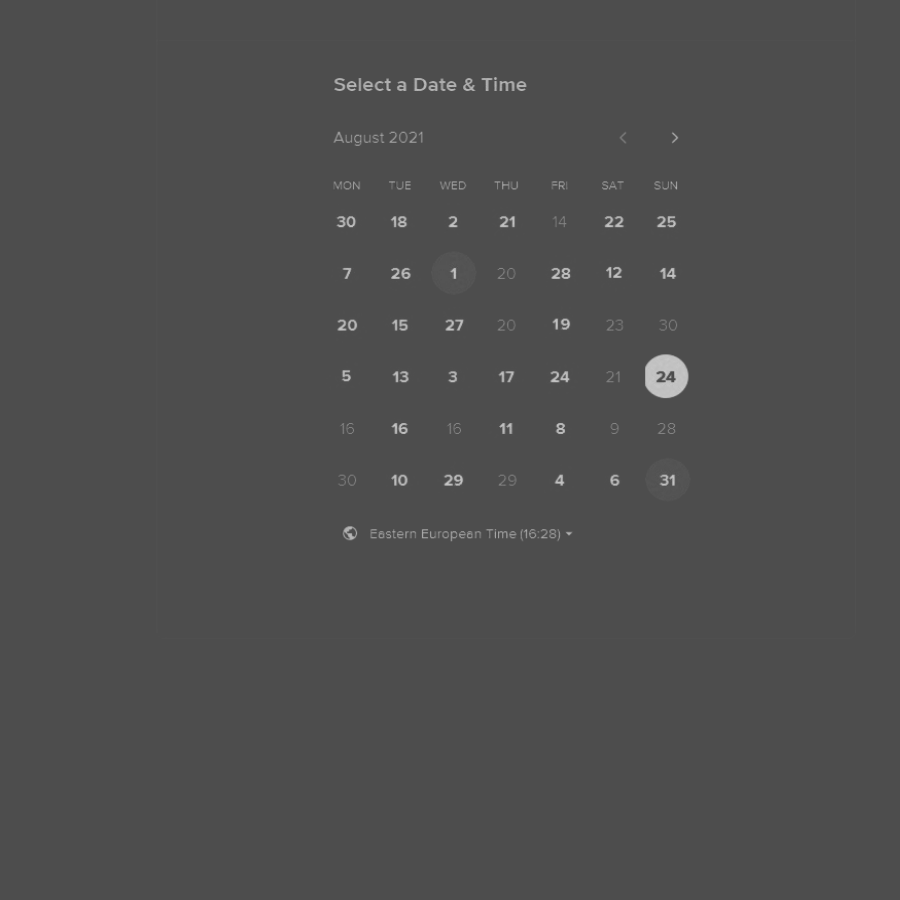 Select a Date & Time
August 2021
MON TUE WED THU FRI SAT SUN
30 18 2 21 14 22 25
7 26 1 20 28 12 14
20 15 27 20 19 23 30
5 13 3 17 24 21 24
16 16 16 11 8 9 28
30 10 29 29 4 6 31
Eastern European Time (16:28)